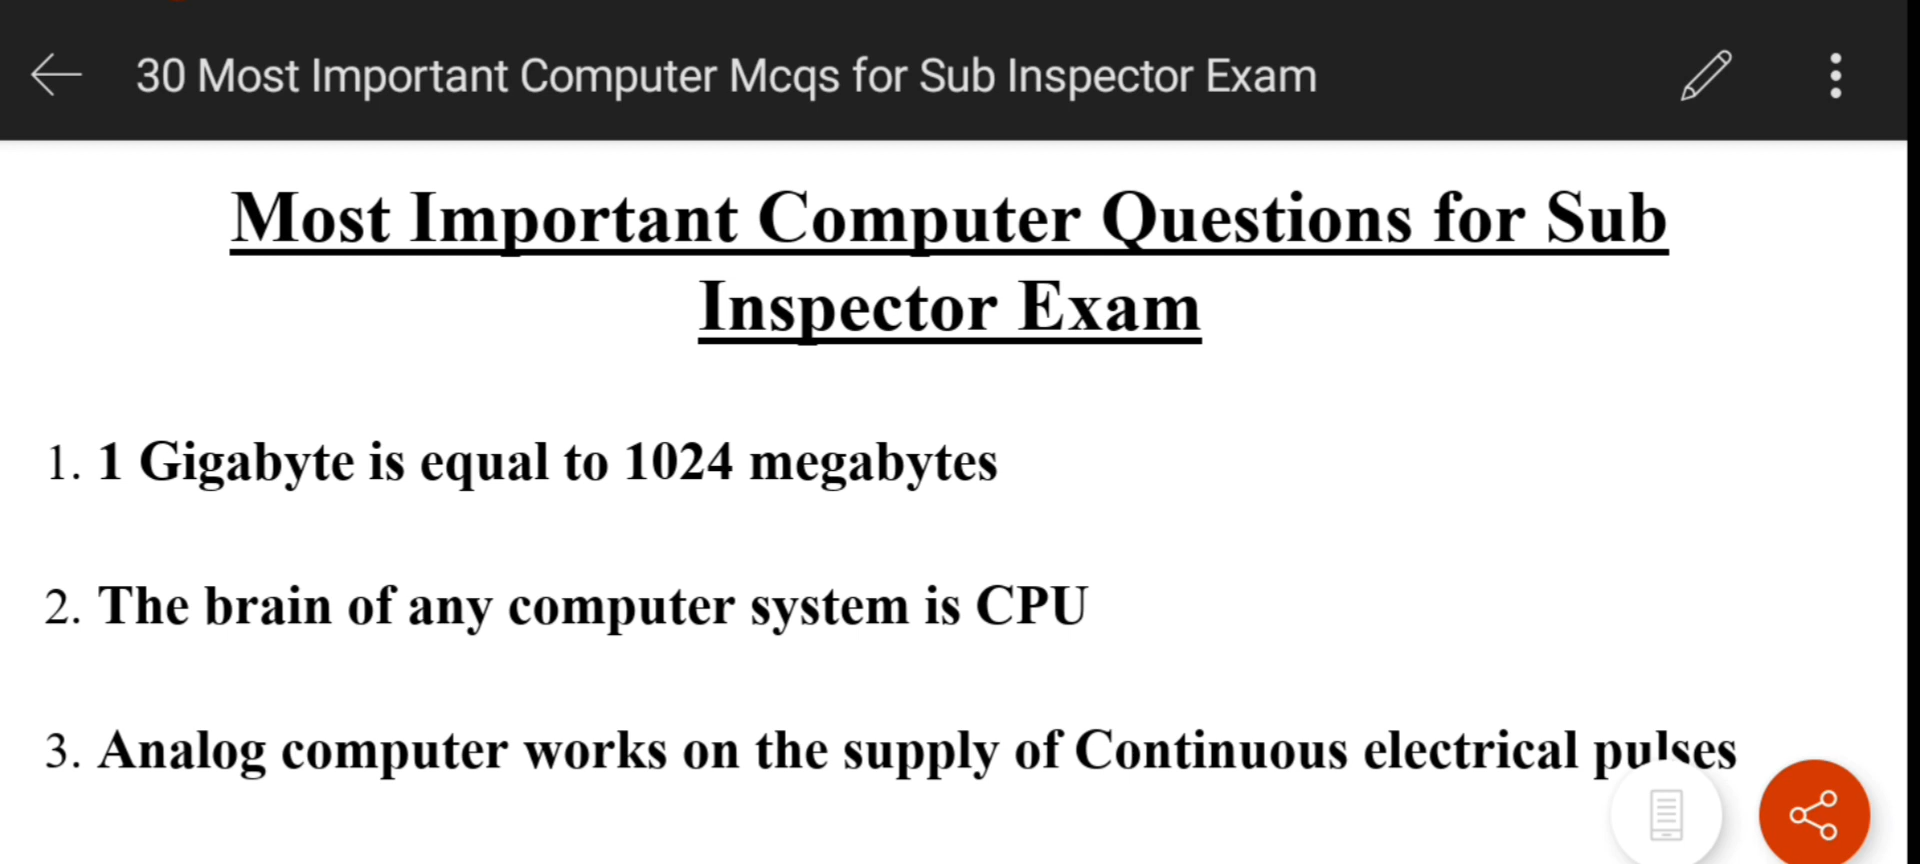 30 Most Important Computer Mcqs for Sub Inspector Exam
Most Important Computer Questions for Sub
Inspector Exam
1. 1 Gigabyte is equal to 1024 megabytes
2. The brain of any computer system is CPU
3. Analog computer works on the supply of Continuous electrical pulses